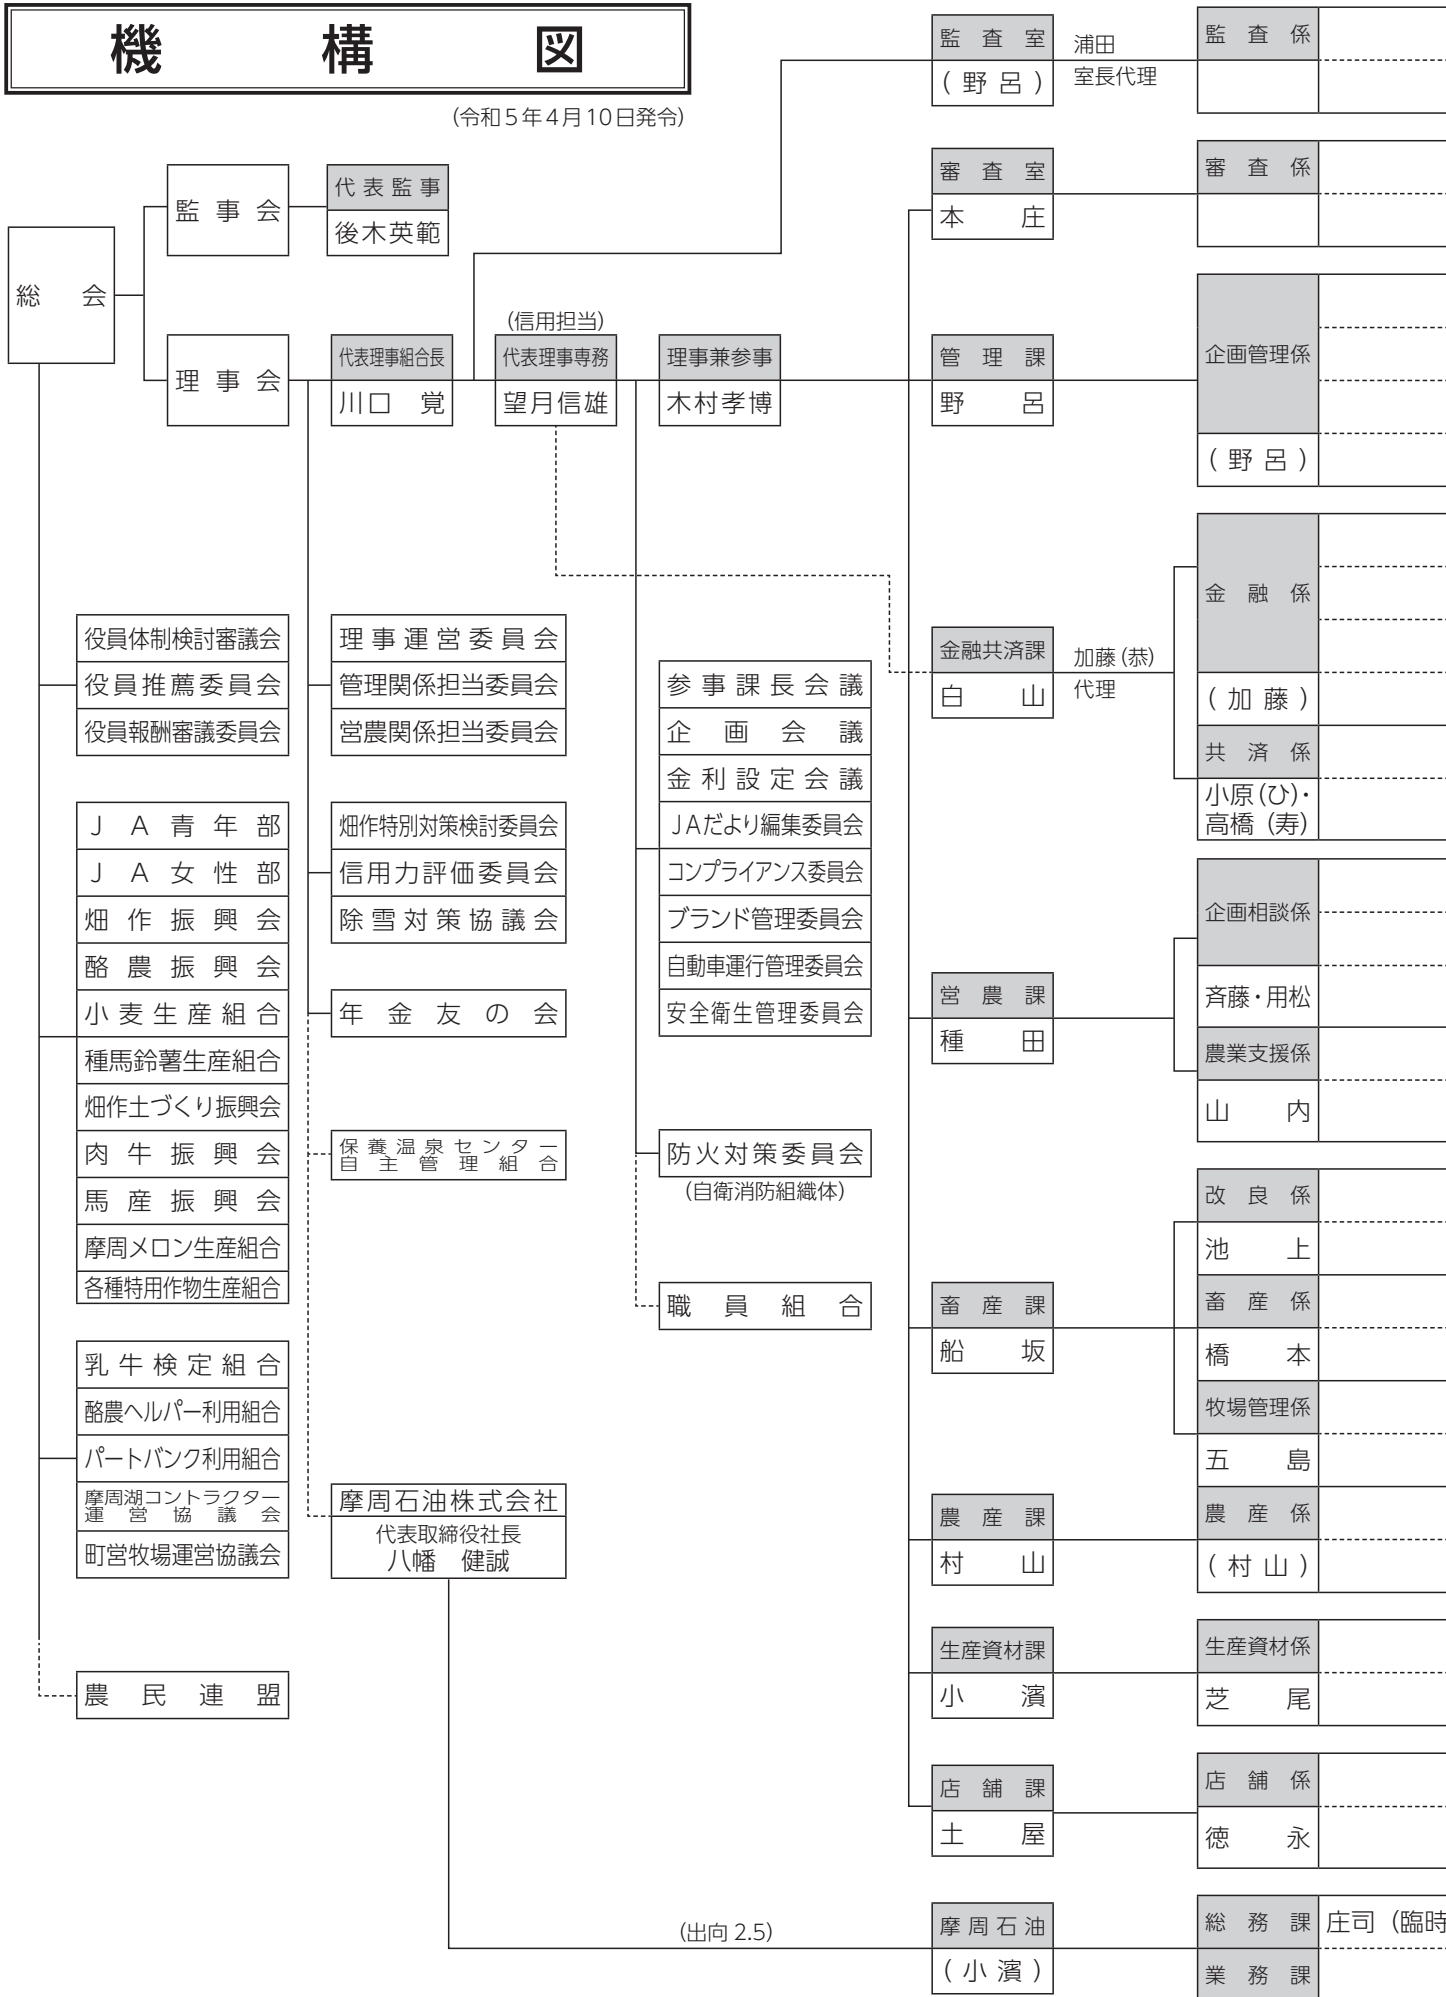 機構図
(令和5年4月10日発令)
総会
監事会
代表監事
後木英範
理事会
代表理事組合長
川口 覚
(信用担当)
代表理事専務
望月信雄
理事兼参事
木村孝博
役員体制検討審議会
役員推薦委員会
役員報酬審議委員会
JA青年部
JA女性部
畑作振興会
酪農振興会
小麦生産組合
種馬鈴薯生産組合
畑作土づくり振興会
肉牛振興会
馬産振興会
摩周メロン生産組合
各種特用作物生産組合
乳牛検定組合
酪農ヘルパー利用組合
パートバンク利用組合
摩周湖コントラクター
運営協議会
町営牧場運営協議会
農民連盟
理事運営委員会
管理関係担当委員会
営農関係担当委員会
畑作特別対策検討委員会
信用力評価委員会
除雪対策協議会
年金友の会
保養温泉センター
自主管理組合
摩周石油株式会社
代表取締役社長
八幡 健誠
参事課長会議
企画会議
金利設定会議
JAだより編集委員会
コンプライアンス委員会
ブランド管理委員会
自動車運行管理委員会
安全衛生管理委員会
防火対策委員会
(自衛消防組織体)
職員組合
監査室
(野呂)
浦田
室長代理
監査係
審査室
本庄
審査係
管理課
野呂
企画管理係
(野呂)
金融共済課
白山
加藤(恭)
代理
金融係
(加藤)
共済係
小原(ひ)・
高橋(寿)
営農課
種田
企画相談係
斉藤・用松
農業支援係
山内
畜産課
船坂
改良係
池上
畜産係
橋本
牧場管理係
五島
農産課
村山
農産係
(村山)
生産資材課
小濱
生産資材係
芝尾
店舗課
土屋
店舗係
徳永
(出向 2.5)
摩周石油
(小濱)
総務課
庄司(臨時
業務課